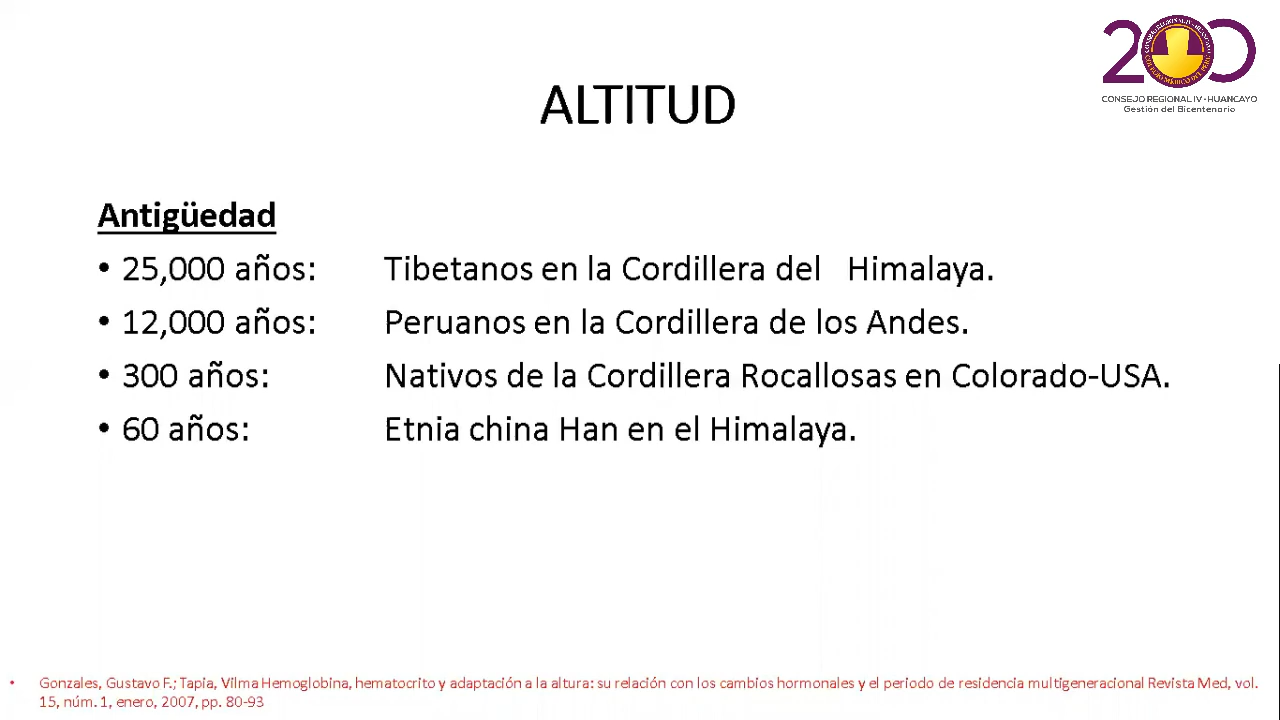 200
CONSEJO REGIONAL IV - HUANCAYO
Gestión del Bicentenario
ALTITUD
Antigüedad
• 25,000 años: Tibetanos en la Cordillera del Himalaya.
• 12,000 años: Peruanos en la Cordillera de los Andes.
• 300 años: Nativos de la Cordillera Rocallosas en Colorado-USA.
• 60 años: Etnia china Han en el Himalaya.
• Gonzales, Gustavo F.; Tapia, Vilma Hemoglobina, hematocrito y adaptación a la altura: su relación con los cambios hormonales y el periodo de residencia multigeneracional Revista Med, vol.
15, núm. 1, enero, 2007, pp. 80-93